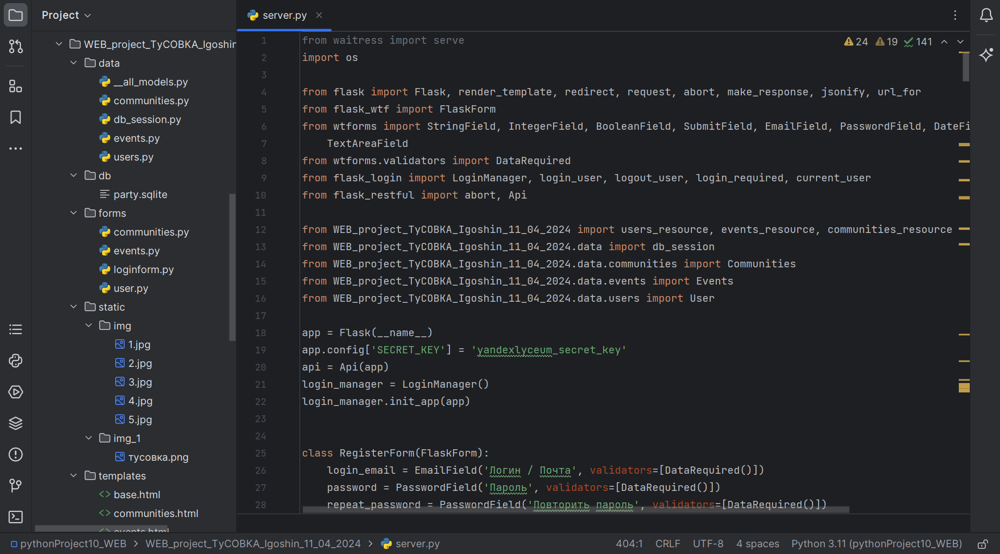 Project
server.py
WEB_project_ТуСОВКА_Igoshin
data
__all_models.py
communities.py
db_session.py
events.py
users.py
db
party.sqlite
forms
communities.py
events.py
loginform.py
user.py
static
img
1.jpg
2.jpg
3.jpg
4.jpg
5.jpg
img_1
тусовка.png
templates
base.html
communities.html
events.html
24 19 141
1 from waitress import serve
2 import os
3
4 from flask import Flask, render_template, redirect, request, abort, make_response, jsonify, url_for
5 from flask_wtf import FlaskForm
6 from wtforms import StringField, IntegerField, BooleanField, SubmitField, EmailField, PasswordField, DateFi
7 TextAreaField
8 from wtforms.validators import DataRequired
9 from flask_login import LoginManager, login_user, logout_user, login_required, current_user
10 from flask_restful import abort, Api
11
12 from WEB_project_TyCOBKA_Igoshin_11_04_2024 import users_resource, events_resource, communities_resource
13 from WEB_project_TyCOBKA_Igoshin_11_04_2024.data import db_session
14 from WEB_project_TyCOBKA_Igoshin_11_04_2024.data.communities import Communities
15 from WEB_project_TyCOBKA_Igoshin_11_04_2024.data.events import Events
16 from WEB_project_TyCOBKA_Igoshin_11_04_2024.data.users import User
17
18 app = Flask(__name__)
19 app.config['SECRET_KEY'] = 'yandexlyceum_secret_key'
20 api = Api(app)
21 login_manager = LoginManager()
22 login_manager.init_app(app)
23
24
25 class RegisterForm(FlaskForm):
26 login_email = EmailField('Логин / Почта', validators=[DataRequired()])
27 password = PasswordField('Пароль', validators=[DataRequired()])
28 repeat_password = PasswordField('Повторить пароль', validators=[DataRequired()])
pythonProject10_WEB > WEB_project_TyCOBKA_Igoshin_11_04_2024 > server.py
404:1 CRLF UTF-8 4 spaces Python 3.11 (pythonProject10_WEB)